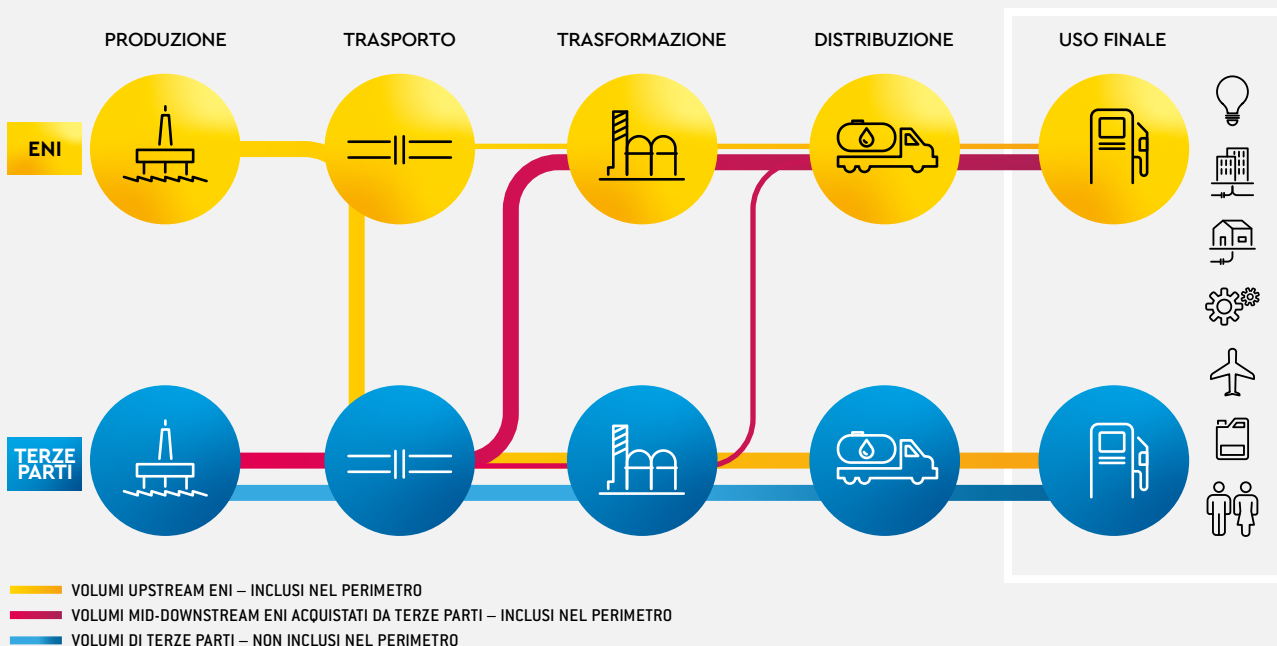 PRODUZIONE
TRASPORTO
TRASFORMAZIONE
DISTRIBUZIONE
USO FINALE
ENI
TERZE
PARTI
VOLUMI UPSTREAM ENI – INCLUSI NEL PERIMETRO
VOLUMI MID-DOWNSTREAM ENI ACQUISTATI DA TERZE PARTI – INCLUSI NEL PERIMETRO
VOLUMI DI TERZE PARTI – NON INCLUSI NEL PERIMETRO